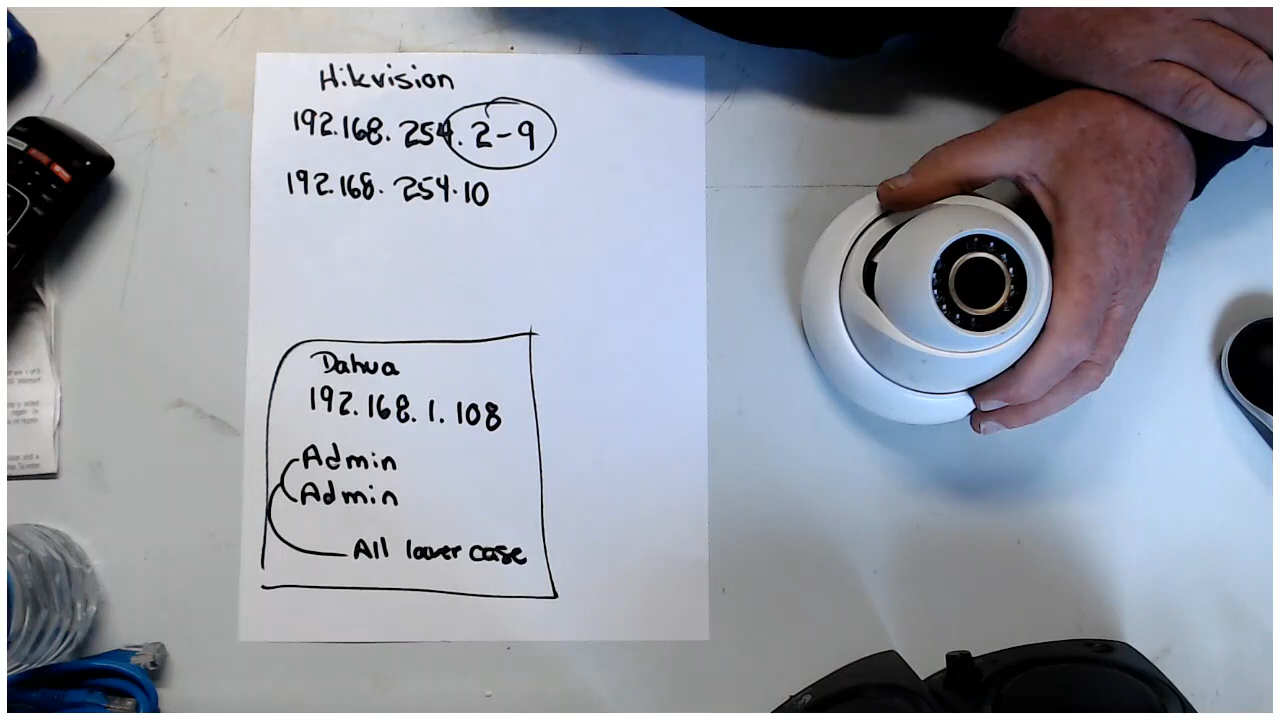 Hikvision
192.168.254.2-9
192.168.254.10
Dahua
192.168.1.108
Admin
Admin
All lower case